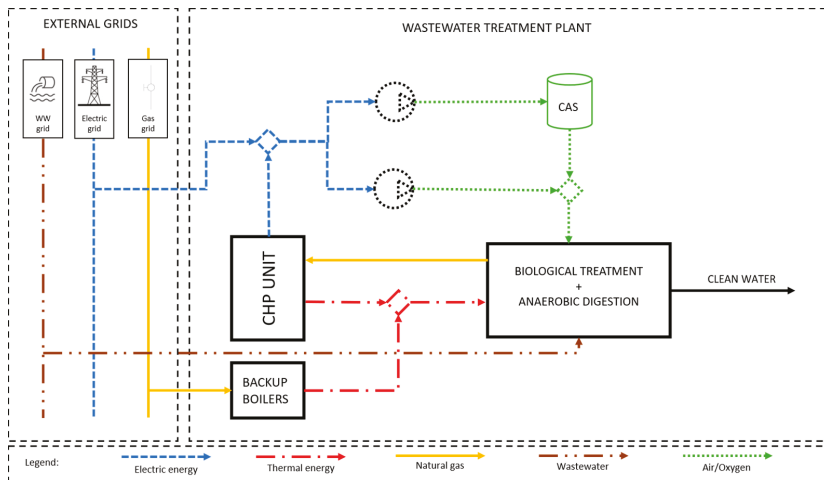 EXTERNAL GRIDS
WASTEWATER TREATMENT PLANT
WW
grid
Electric
grid
Gas
grid
CAS
CHP UNIT
BIOLOGICAL TREATMENT
+
ANAEROBIC DIGESTION
CLEAN WATER
BACKUP
BOILERS
Legend:
Electric energy
Thermal energy
Natural gas
Wastewater
Air/Oxygen